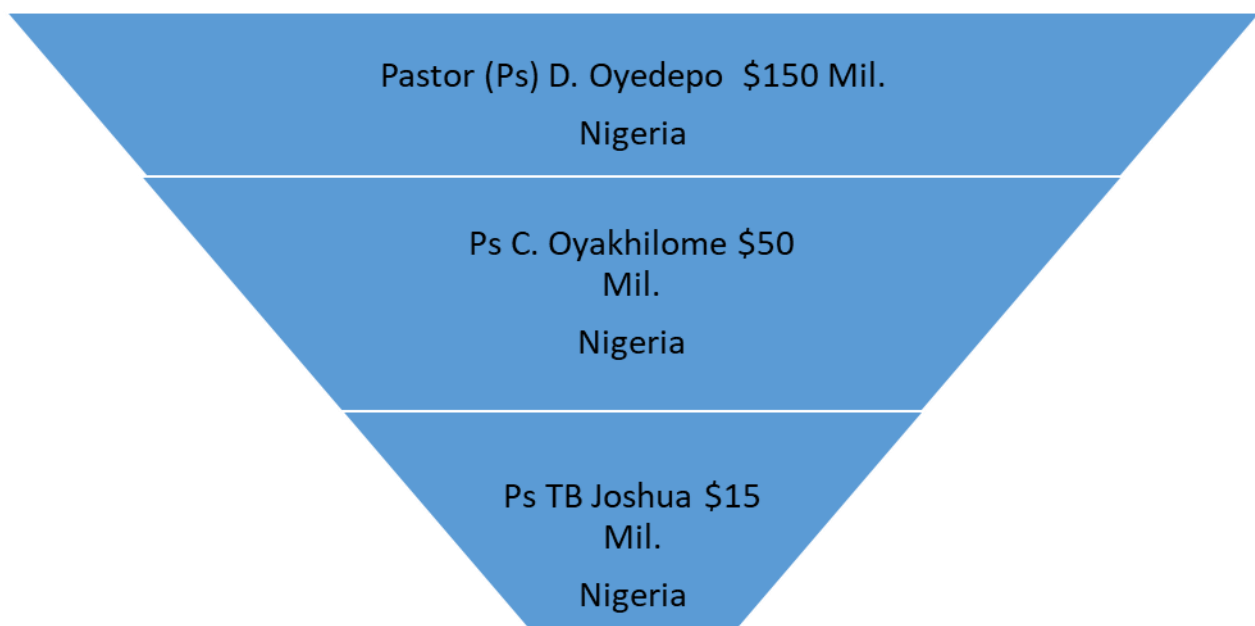 Pastor (Ps) D. Oyedepo  $150 Mil.
Nigeria
Ps C. Oyakhilome $50
Mil.
Nigeria
Ps TB Joshua $15
Mil.
Nigeria